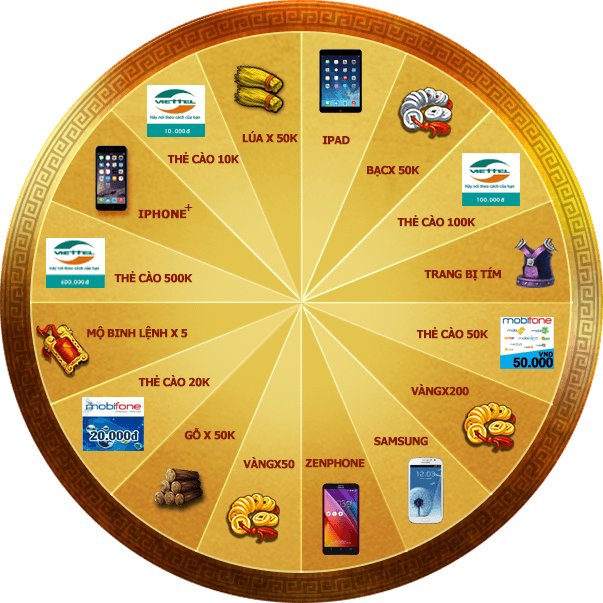 LÚA X 50K
IPAD
BẠCX 50K
VIETTEL
Hãy nói theo cách của bạn
100.000đ
THẺ CÀO 100K
TRANG BỊ TÍM
THẺ CÀO 50K
mobifone
VND
50.000
VÀNGX200
SAMSUNG
ZENPHONE
VÀNGX50
GỖ X 50K
THẺ CÀO 20K
mobifone
20.000đ
MỘ BINH LỆNH X 5
THẺ CÀO 500K
VIETTEL
Hãy nói theo cách của bạn
500.000đ
IPHONE+
THẺ CÀO 10K
VIETTEL
Hãy nói theo cách của bạn
10.000đ